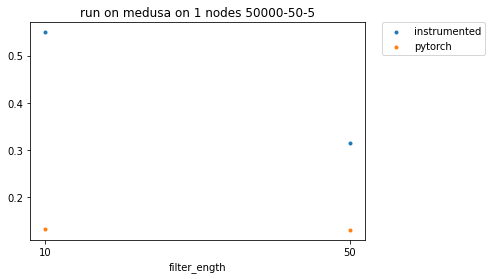 run on medusa on 1 nodes 50000-50-5
instrumented
pytorch
0.5
0.4
0.3
0.2
10
50
filter_ength